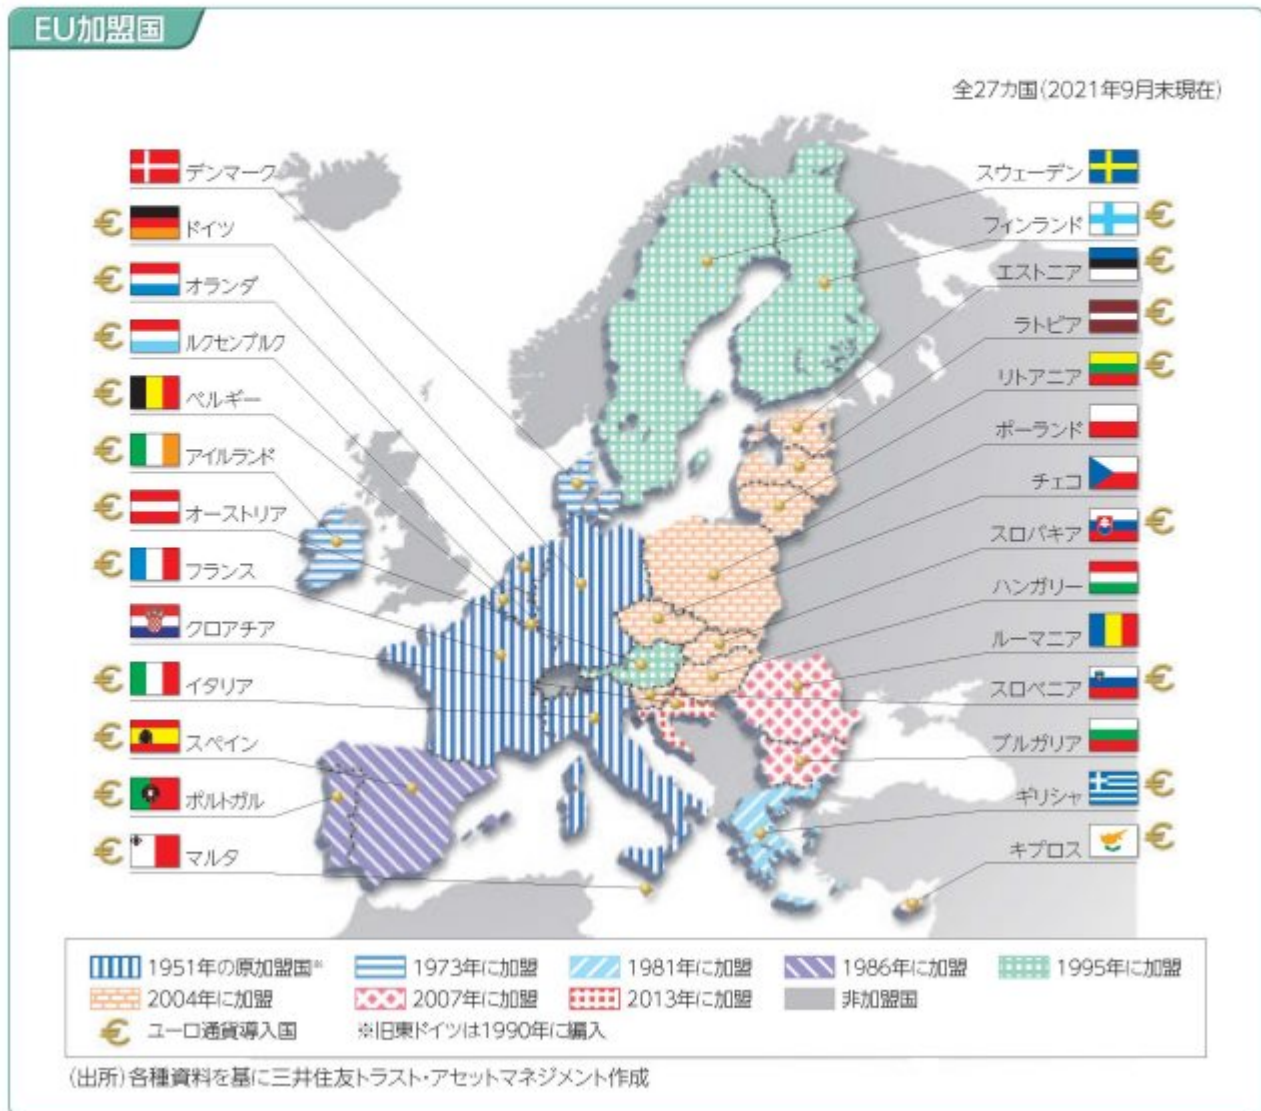 EU加盟国
全27カ国(2021年9月末現在)
デンマーク
€ ドイツ
€ オランダ
€ ルクセンブルク
€ ベルギー
€ アイルランド
€ オーストリア
€ フランス
クロアチア
€ イタリア
€ スペイン
€ ポルトガル
€ マルタ
スウェーデン
フィンランド €
エストニア €
ラトビア €
リトアニア €
ポーランド
チェコ
スロバキア €
ハンガリー
ルーマニア
スロベニア €
ブルガリア
ギリシャ €
キプロス €
1951年の原加盟国※ 1973年に加盟 1981年に加盟 1986年に加盟 1995年に加盟
2004年に加盟 2007年に加盟 2013年に加盟 非加盟国
€ ユーロ通貨導入国 ※旧東ドイツは1990年に編入
(出所)各種資料を基に三井住友トラスト・アセットマネジメント作成